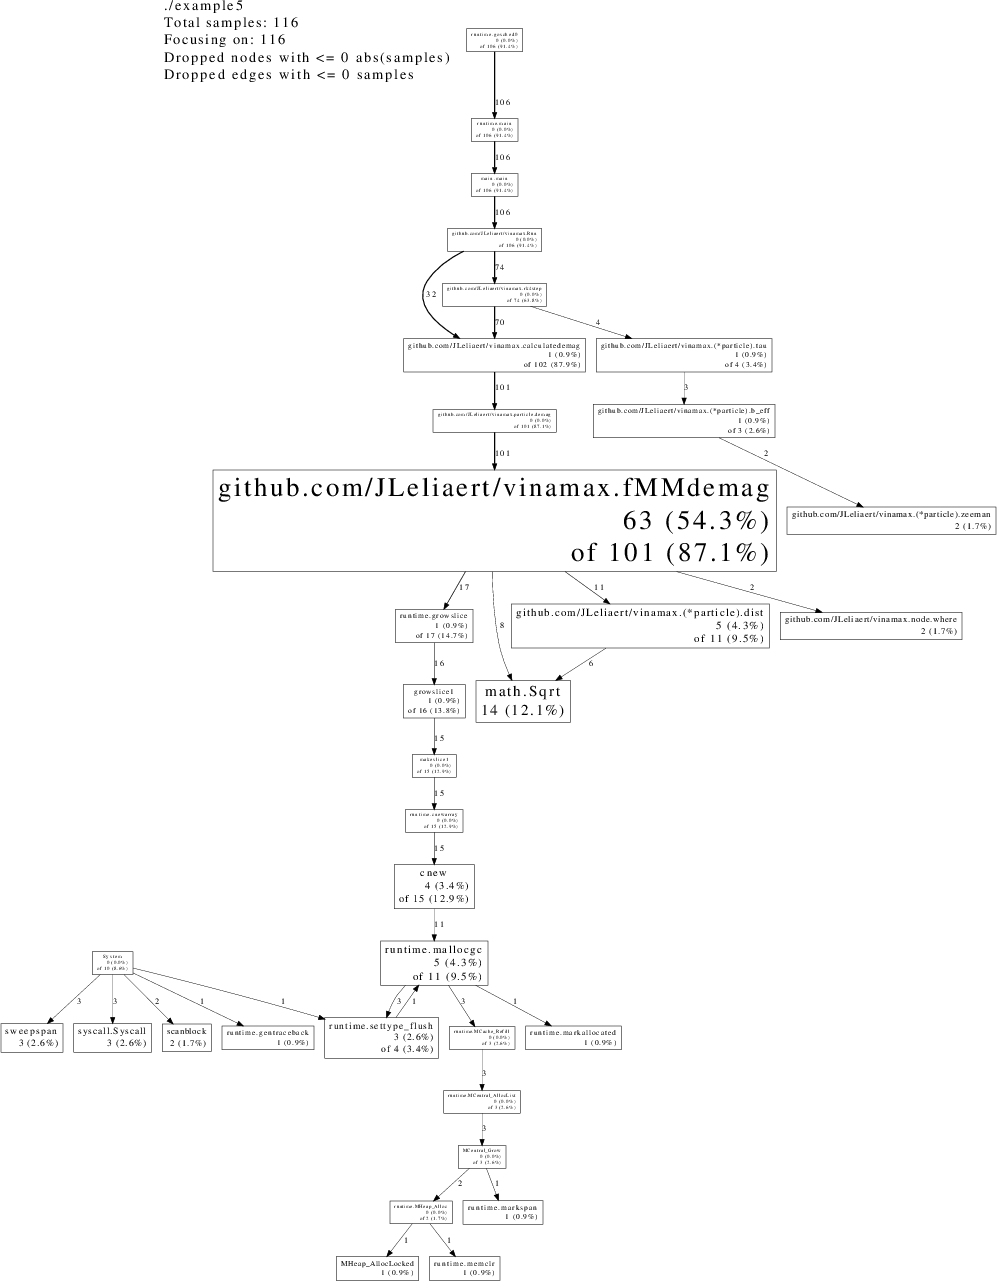 ./example5
Total samples: 116
Focusing on: 116
Dropped nodes with <= 0 abs(samples)
Dropped edges with <= 0 samples
runtime.gosched0
0 (0.0%)
of 106 (91.4%)
106
runtime.main
0 (0.0%)
of 106 (91.4%)
106
main.main
0 (0.0%)
of 106 (91.4%)
106
github.com/JLeliaert/vinamax.Run
0 (0.0%)
of 106 (91.4%)
74
32
github.com/JLeliaert/vinamax.rk4step
0 (0.0%)
of 74 (63.8%)
70
4
github.com/JLeliaert/vinamax.calculatedemag
1 (0.9%)
of 102 (87.9%)
github.com/JLeliaert/vinamax.(*particle).tau
1 (0.9%)
of 4 (3.4%)
101
3
github.com/JLeliaert/vinamax.particle.demag
0 (0.0%)
of 101 (87.1%)
github.com/JLeliaert/vinamax.(*particle).b_eff
1 (0.9%)
of 3 (2.6%)
101
2
github.com/JLeliaert/vinamax.fMMdemag
63 (54.3%)
of 101 (87.1%)
github.com/JLeliaert/vinamax.(*particle).zeeman
2 (1.7%)
17
8
11
2
runtime.growslice
1 (0.9%)
of 17 (14.7%)
github.com/JLeliaert/vinamax.(*particle).dist
5 (4.3%)
of 11 (9.5%)
github.com/JLeliaert/vinamax.node.where
2 (1.7%)
16
6
growslice1
1 (0.9%)
of 16 (13.8%)
math.Sqrt
14 (12.1%)
15
makeslice1
0 (0.0%)
of 15 (12.9%)
15
runtime.cnewarray
0 (0.0%)
of 15 (12.9%)
15
cnew
4 (3.4%)
of 15 (12.9%)
11
runtime.mallocgc
5 (4.3%)
of 11 (9.5%)
System
0 (0.0%)
of 10 (8.6%)
3
3
2
1
1
3
1
3
1
sweepspan
3 (2.6%)
syscall.Syscall
3 (2.6%)
scanblock
2 (1.7%)
runtime.gentraceback
1 (0.9%)
runtime.settype_flush
3 (2.6%)
of 4 (3.4%)
runtime.MCache_Refill
0 (0.0%)
of 3 (2.6%)
runtime.markallocated
1 (0.9%)
3
runtime.MCentral_AllocList
0 (0.0%)
of 3 (2.6%)
3
MCentral_Grow
0 (0.0%)
of 3 (2.6%)
2
1
runtime.MHeap_Alloc
0 (0.0%)
of 2 (1.7%)
runtime.markspan
1 (0.9%)
1
1
MHeap_AllocLocked
1 (0.9%)
runtime.memclr
1 (0.9%)